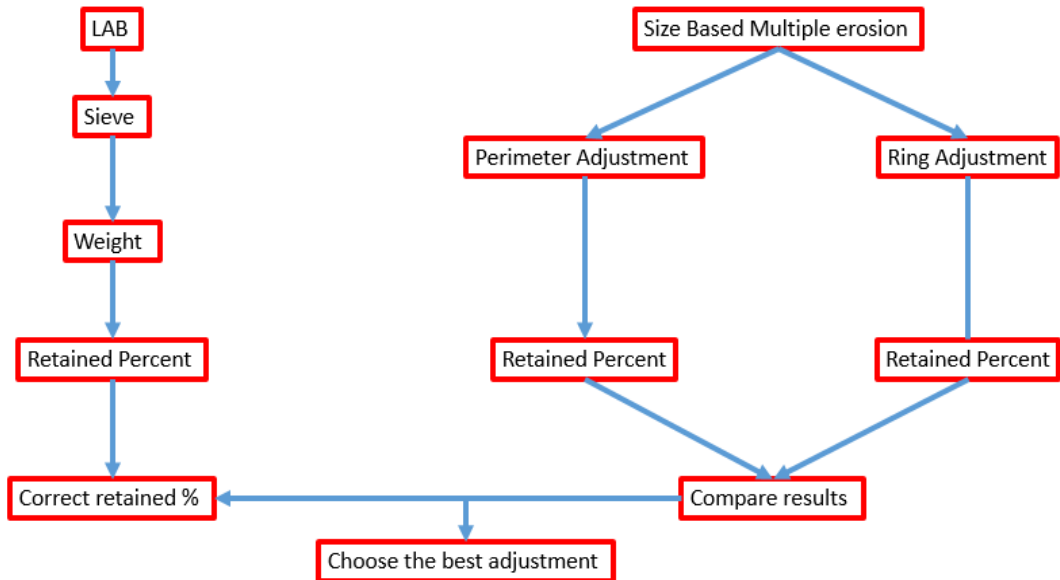 LAB
Size Based Multiple erosion
Sieve
Perimeter Adjustment
Ring Adjustment
Weight
Retained Percent
Retained Percent
Retained Percent
Correct retained %
Compare results
Choose the best adjustment